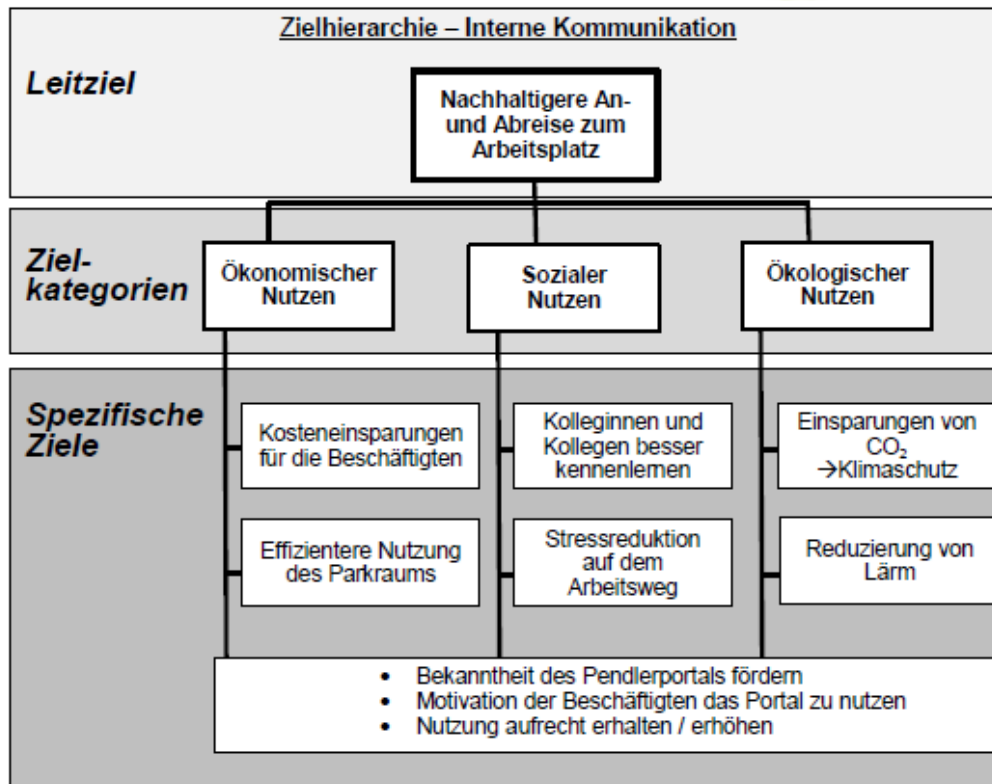 Zielhierarchie – Interne Kommunikation
Leitziel
Nachhaltigere An-
und Abreise zum
Arbeitsplatz
Ziel-
kategorien
Ökonomischer
Nutzen
Sozialer
Nutzen
Ökologischer
Nutzen
Spezifische
Ziele
Kosteneinsparungen
für die Beschäftigten
Kolleginnen und
Kollegen besser
kennenlernen
Einsparungen von
CO₂
→Klimaschutz
Effizientere Nutzung
des Parkraums
Stressreduktion
auf dem
Arbeitsweg
Reduzierung von
Lärm
• Bekanntheit des Pendlerportals fördern
• Motivation der Beschäftigten das Portal zu nutzen
• Nutzung aufrecht erhalten / erhöhen